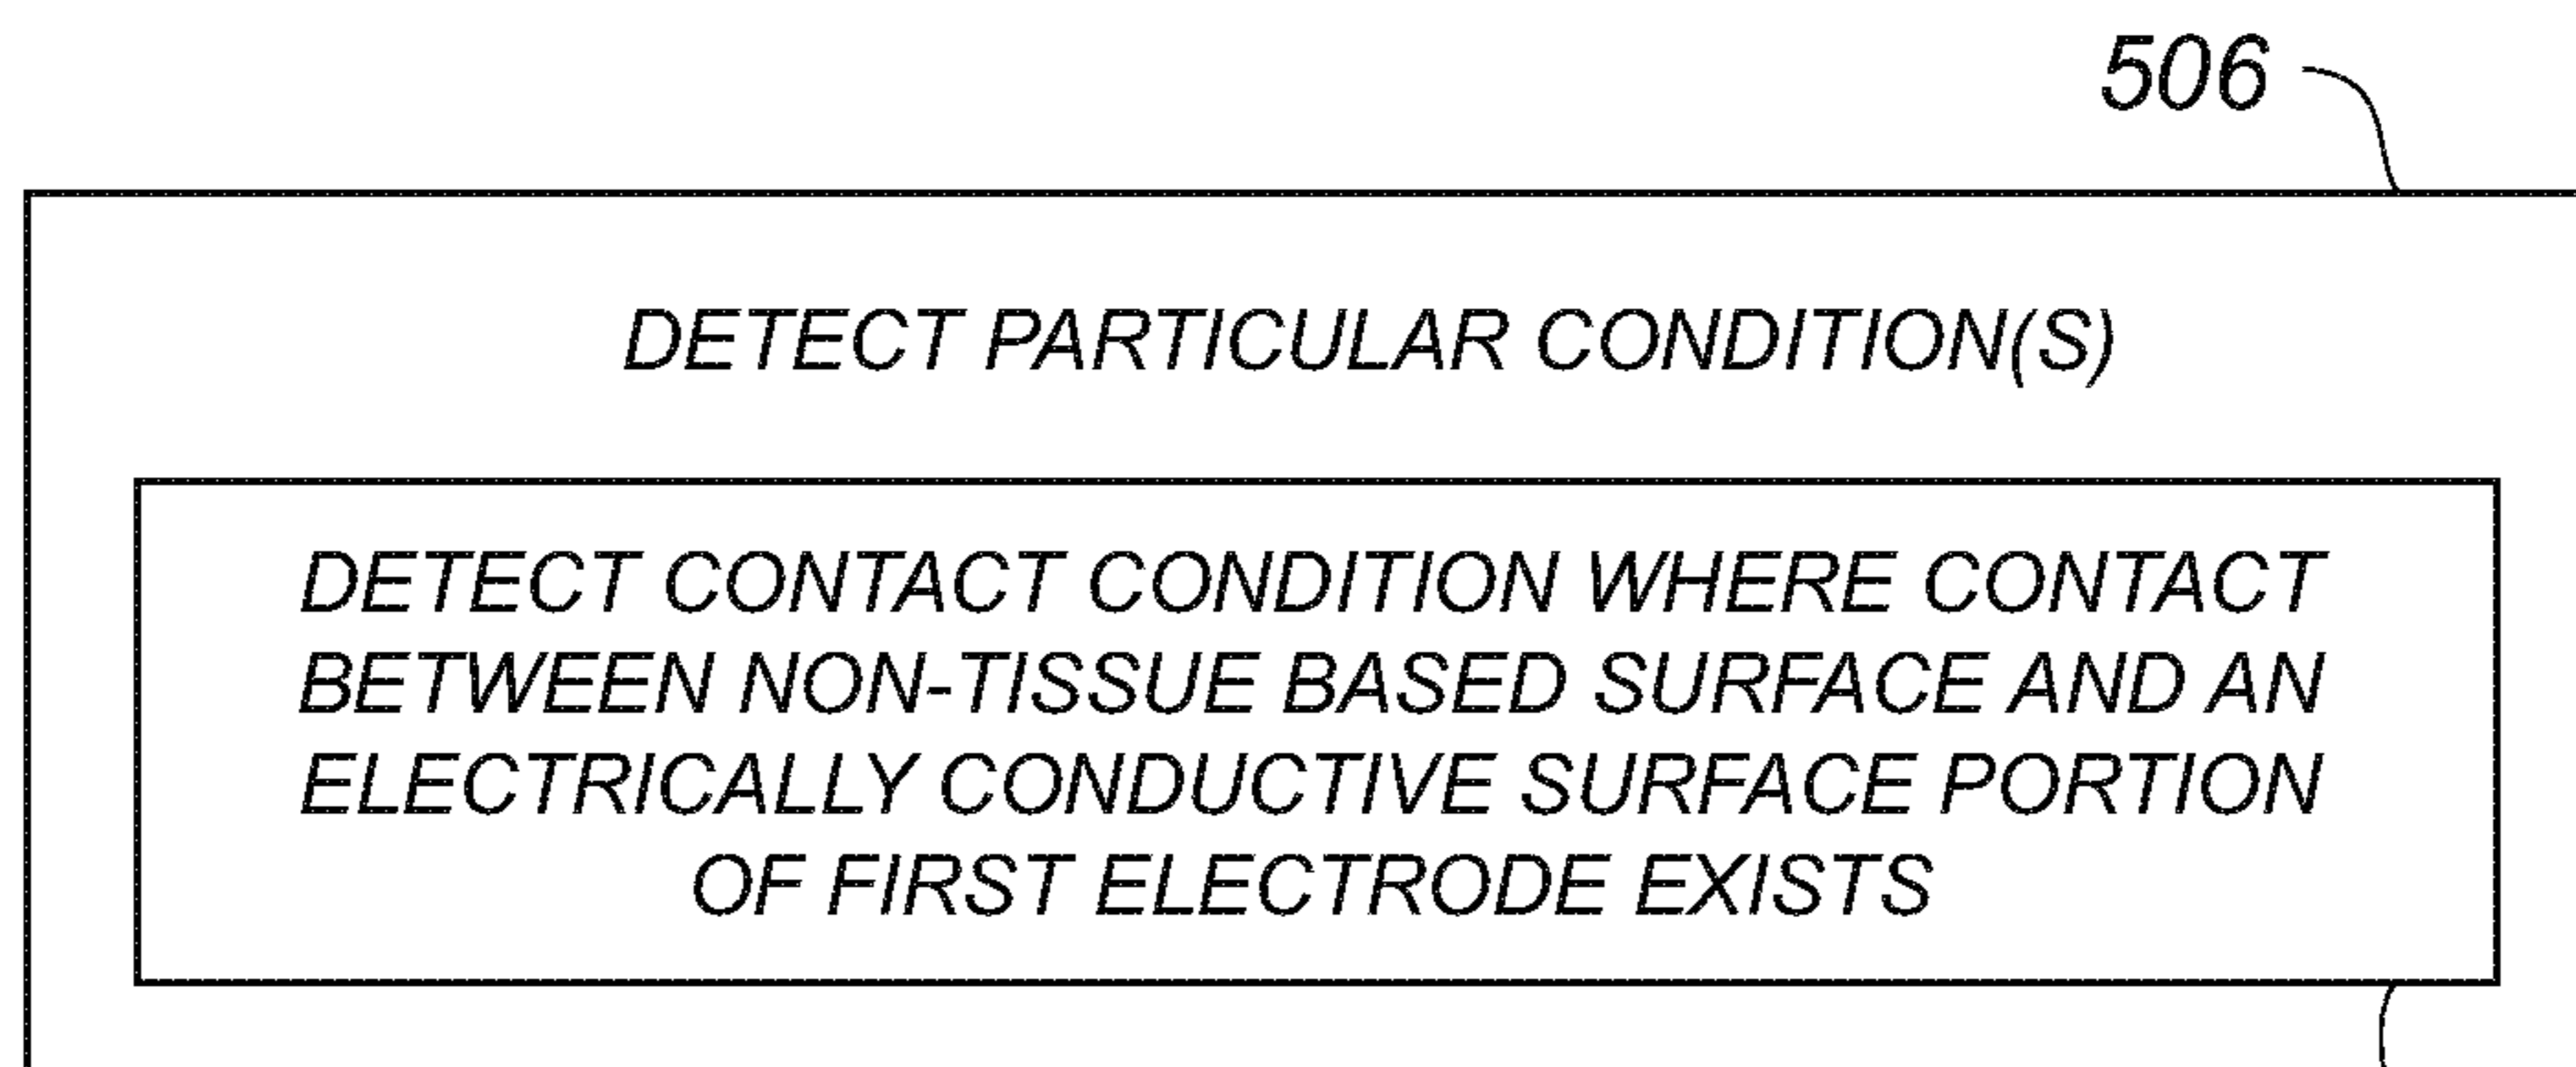 506
DETECT PARTICULAR CONDITION(S)
DETECT CONTACT CONDITION WHERE CONTACT
BETWEEN NON-TISSUE BASED SURFACE AND AN
ELECTRICALLY CONDUCTIVE SURFACE PORTION
OF FIRST ELECTRODE EXISTS